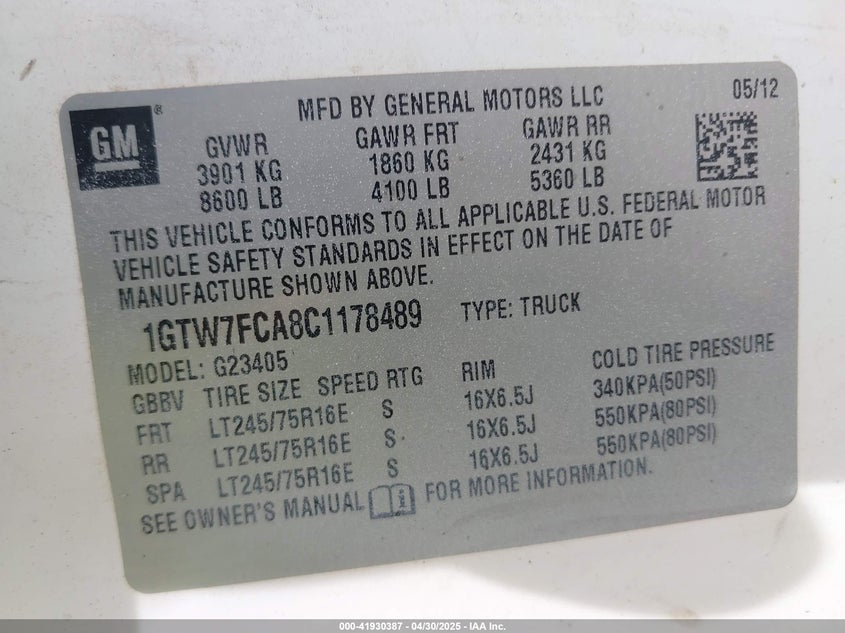 GM ®
MFD BY GENERAL MOTORS LLC 05/12
GVWR GAWR FRT GAWR RR
3901 KG 1860 KG 2431 KG
8600 LB 4100 LB 5360 LB
THIS VEHICLE CONFORMS TO ALL APPLICABLE U.S. FEDERAL MOTOR
VEHICLE SAFETY STANDARDS IN EFFECT ON THE DATE OF
MANUFACTURE SHOWN ABOVE.
1GTW7FCA8C1178489 TYPE: TRUCK
MODEL: G23405
GBBV TIRE SIZE SPEED RTG RIM COLD TIRE PRESSURE
FRT LT245/75R16E S 16X6.5J 340KPA(50PSI)
RR LT245/75R16E S 16X6.5J 550KPA(80PSI)
SPA LT245/75R16E S 16X6.5J 550KPA(80PSI)
SEE OWNER'S MANUAL FOR MORE INFORMATION.
000-41930387 - 04/30/2025 - IAA Inc.